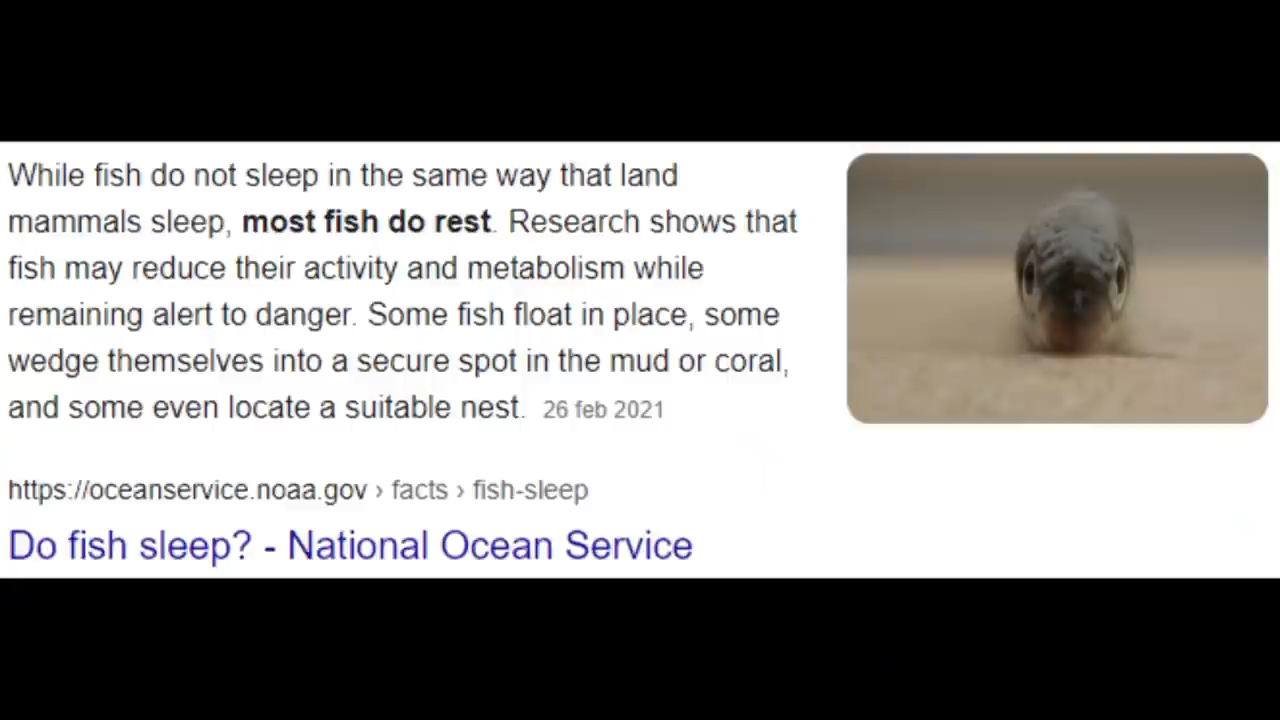 While fish do not sleep in the same way that land
mammals sleep, most fish do rest. Research shows that
fish may reduce their activity and metabolism while
remaining alert to danger. Some fish float in place, some
wedge themselves into a secure spot in the mud or coral,
and some even locate a suitable nest. 26 feb 2021
https://oceanservice.noaa.gov › facts › fish-sleep
Do fish sleep? - National Ocean Service